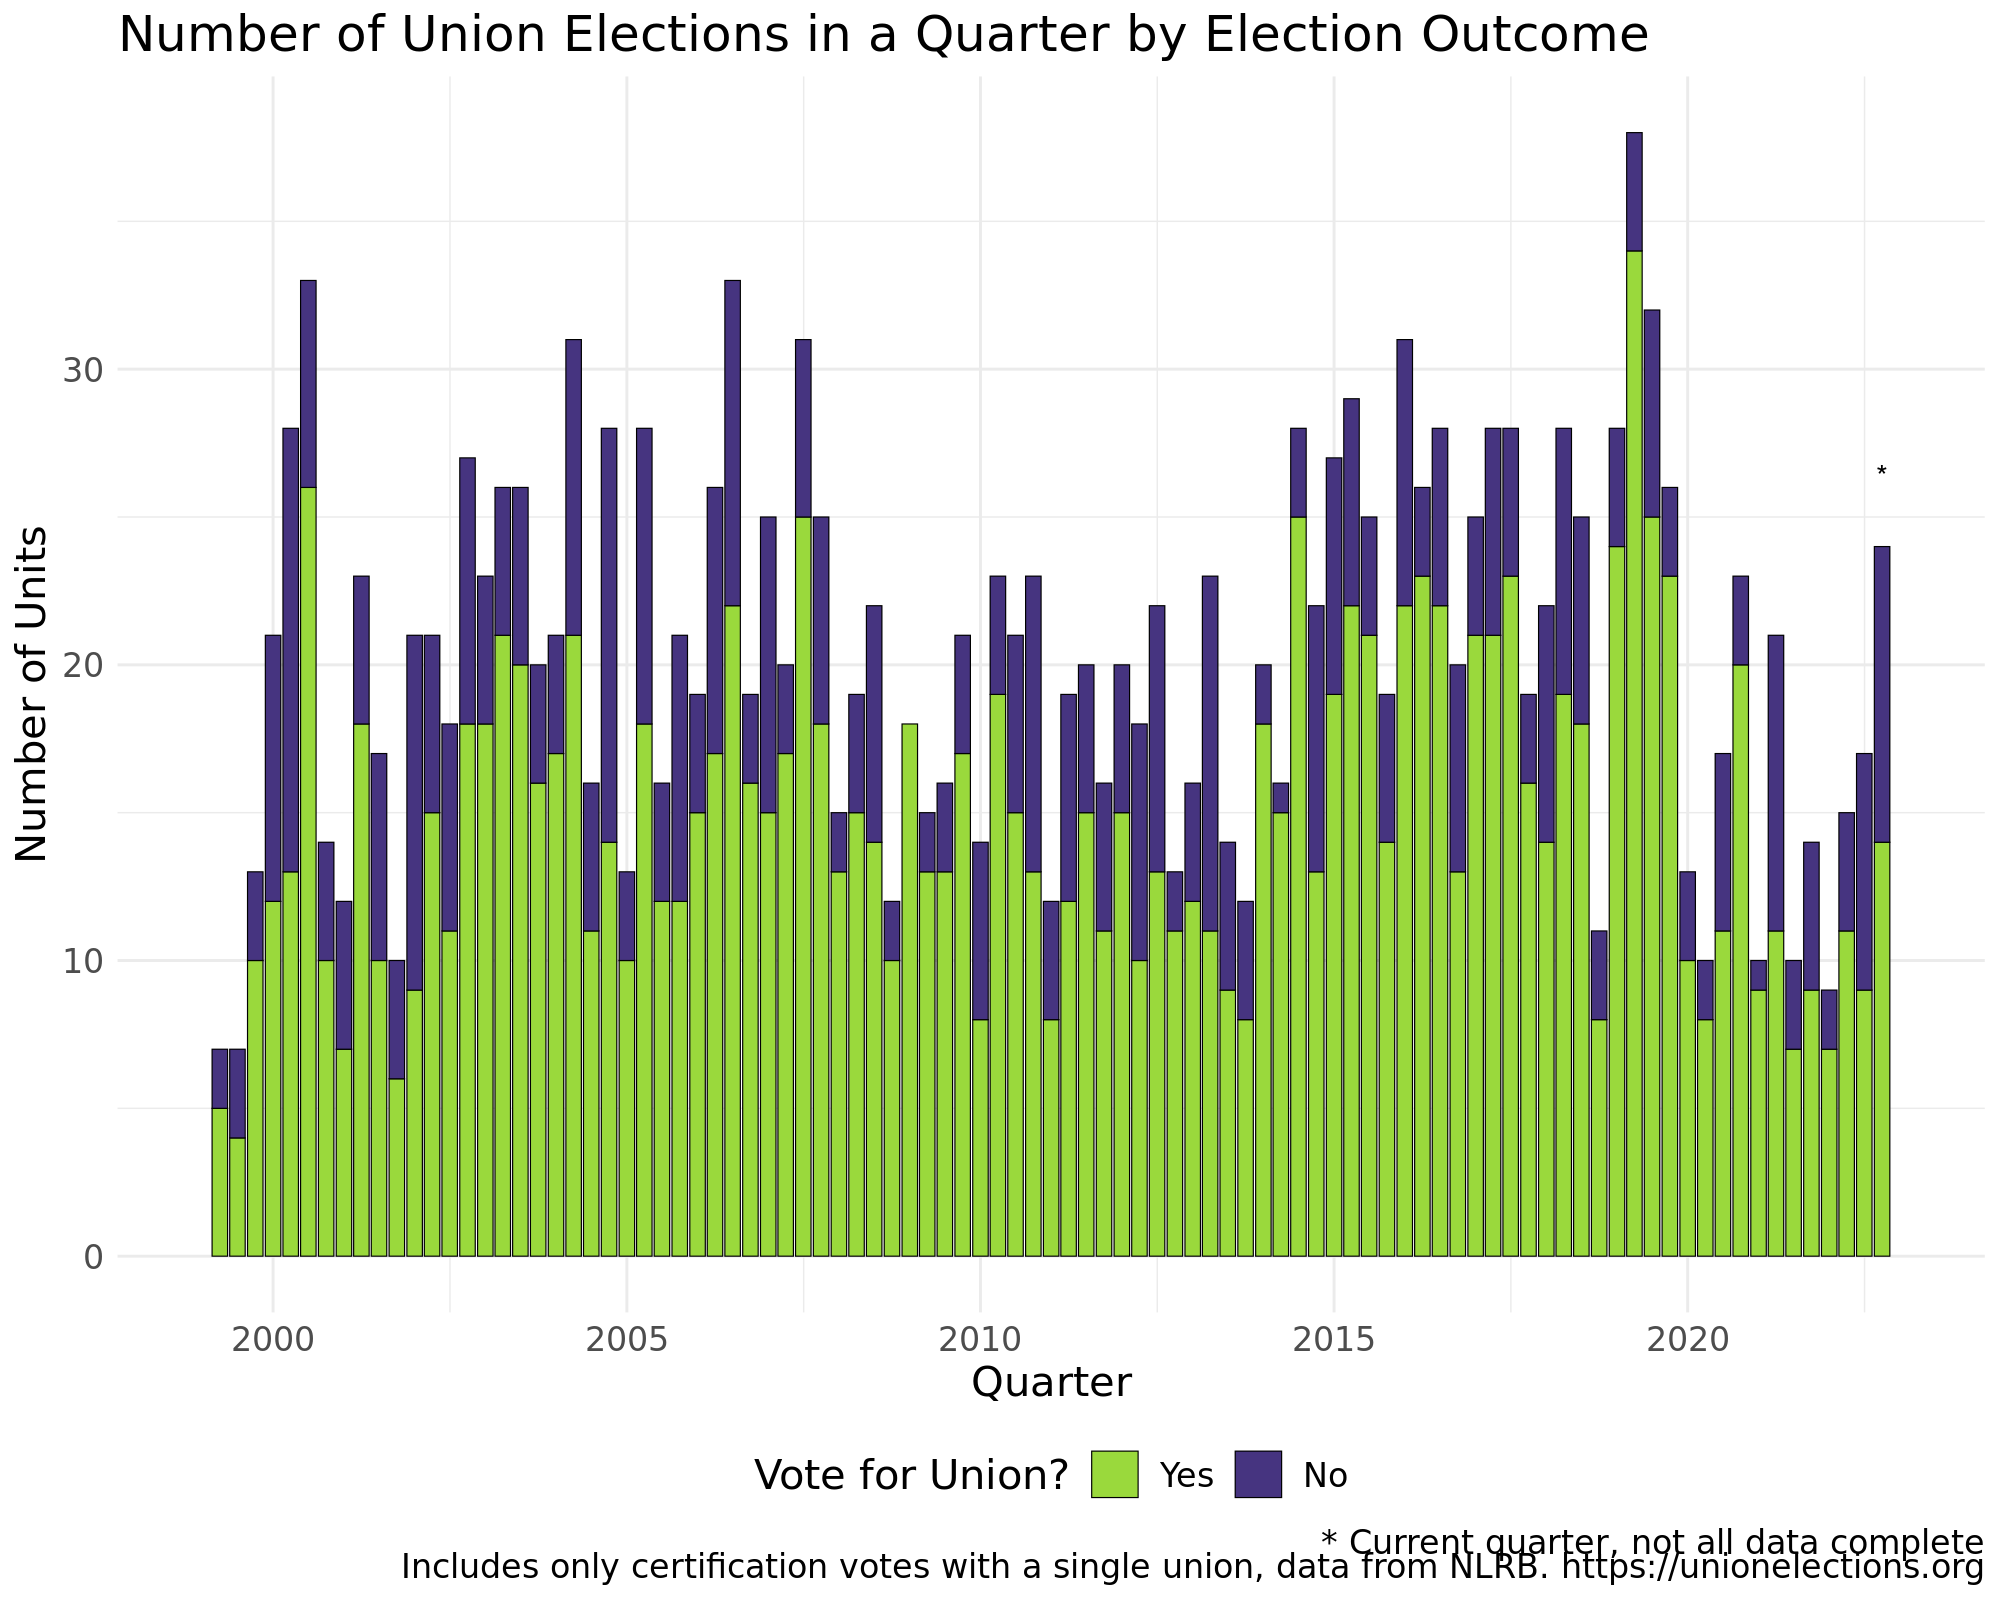 Number of Union Elections in a Quarter by Election Outcome
Number of Units
30
20
10
0
*
2000 2005 2010 2015 2020
Quarter
Vote for Union? Yes No
* Current quarter, not all data complete
Includes only certification votes with a single union, data from NLRB. https://unionelections.org